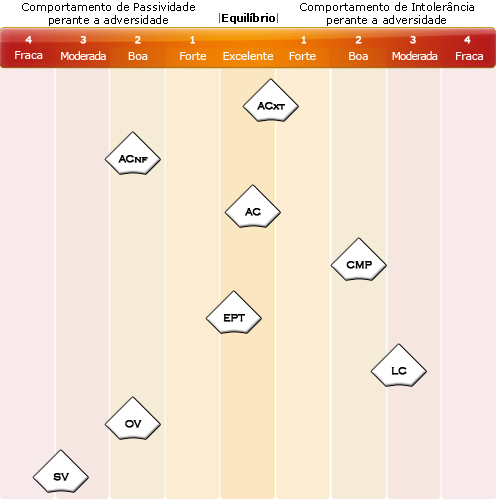 Comportamento de Passividade
perante a adversidade
|Equilíbrio|
Comportamento de Intolerância
perante a adversidade
4 3 2 1 1 2 3 4
Fraca Moderada Boa Forte Excelente Forte Boa Moderada Fraca
ACXT
ACNF
AC
CMP
EPT
LC
OV
SV